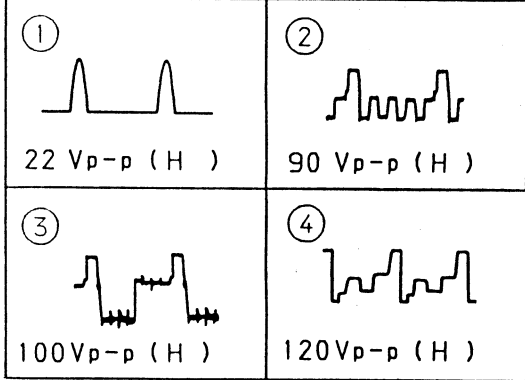 ①
②
22 Vp-p ( H )
90 Vp-p ( H )
③
④
100Vp-p ( H )
120Vp-p ( H )